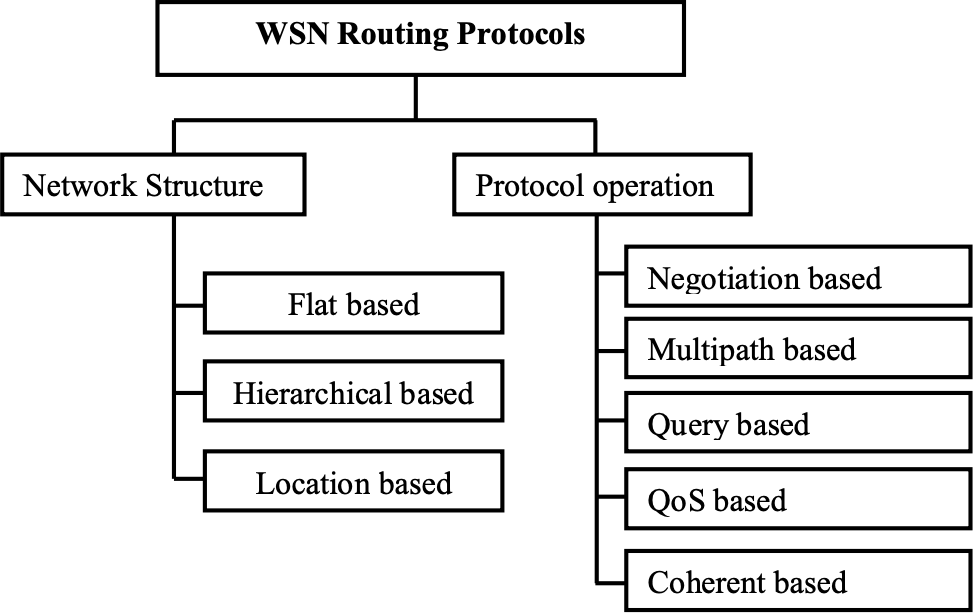 WSN Routing Protocols
Network Structure
Protocol operation
Flat based
Hierarchical based
Location based
Negotiation based
Multipath based
Query based
QoS based
Coherent based